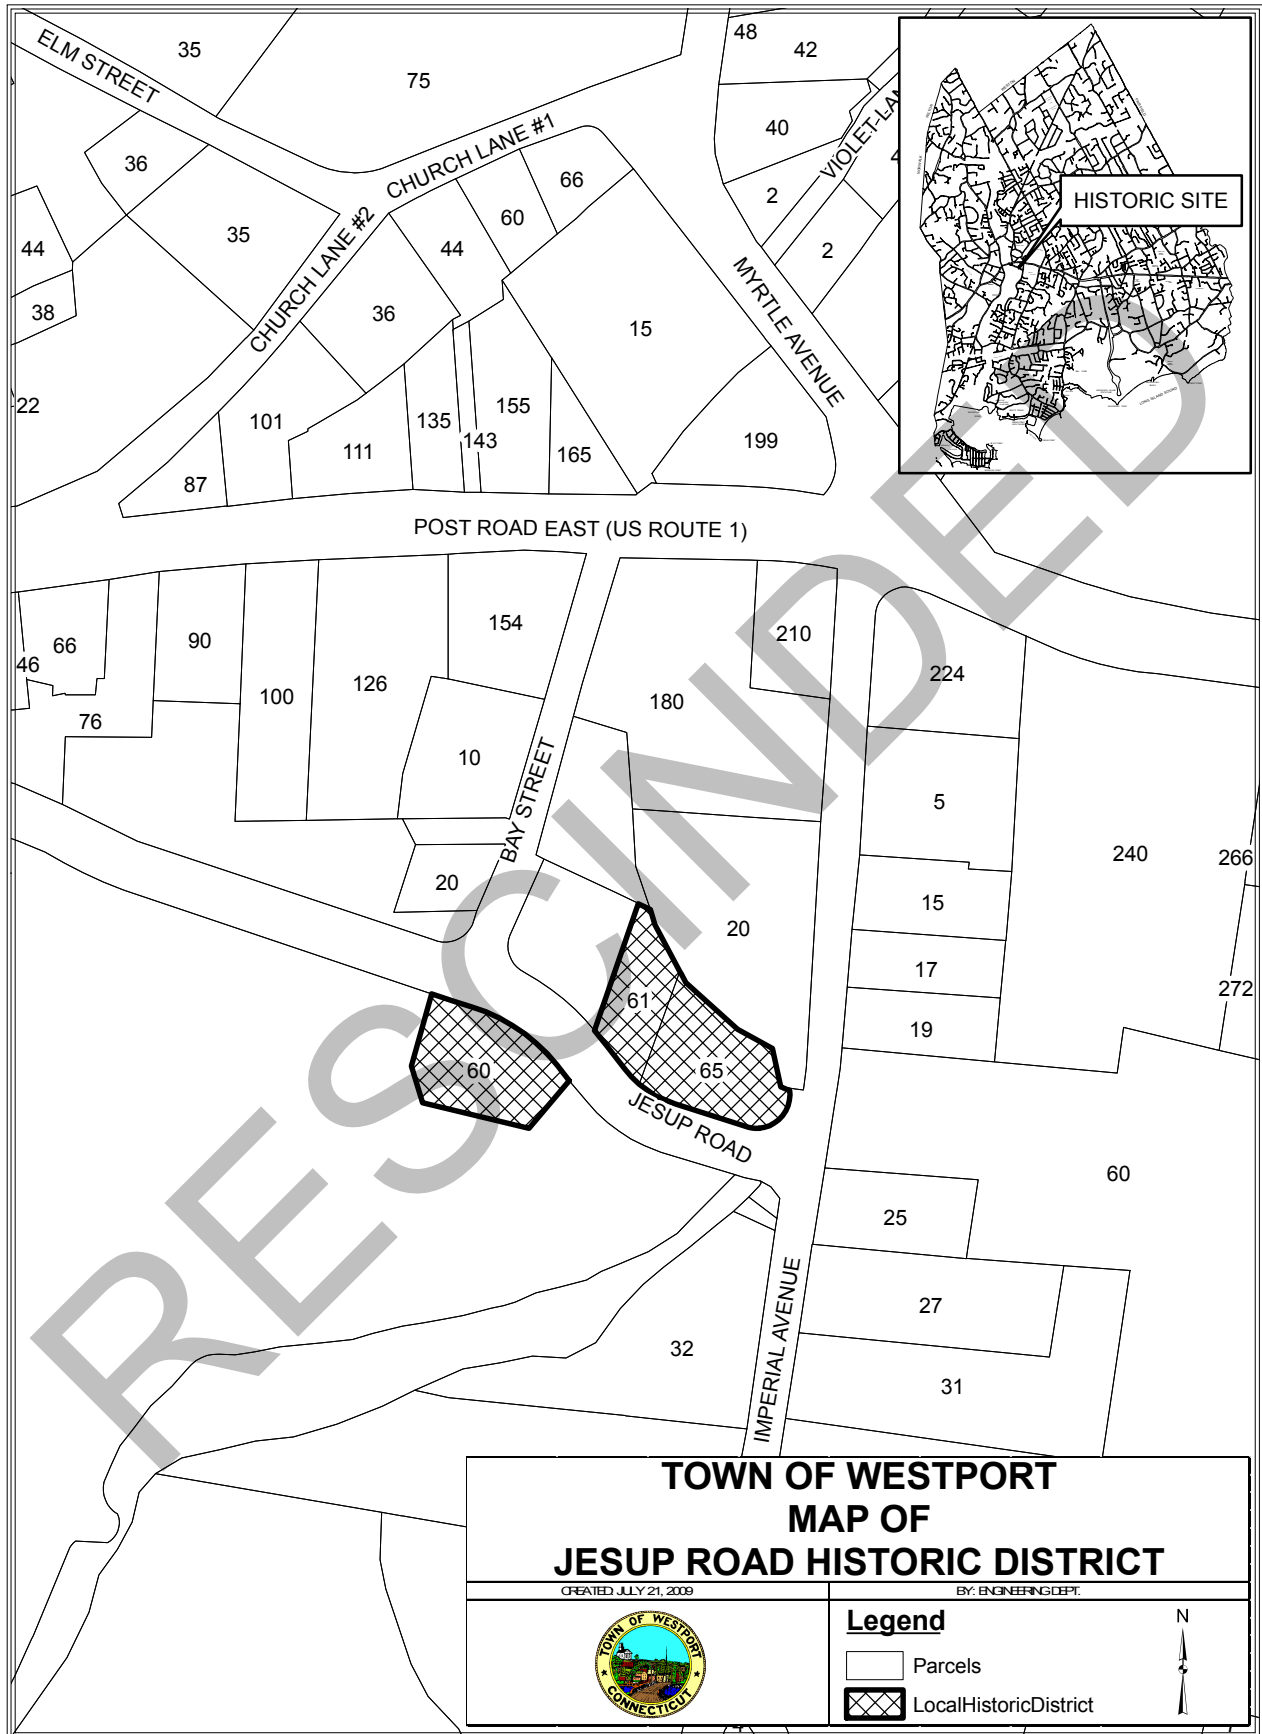 ELM STREET
35
75
48
42
CHURCH LANE #1
40
VIOLET LAN
4
36
66
2
HISTORIC SITE
60
35
CHURCH LANE #2
44
44
2
MYRTLE AVENUE
38
36
15
22
101
135
155
143
199
111
165
87
POST ROAD EAST (US ROUTE 1)
154
210
66
90
46
224
100
126
180
76
10
BAY STREET
5
240
266
20
15
20
17
61
272
19
60
65
JESUP ROAD
60
25
27
IMPERIAL AVENUE
32
31
RESCINDED
TOWN OF WESTPORT
MAP OF
JESUP ROAD HISTORIC DISTRICT
CREATED: JULY 21, 2009
BY: ENGINEERING DEPT.
TOWN OF WESTPORT
CONNECTICUT
Legend
N
Parcels
LocalHistoricDistrict